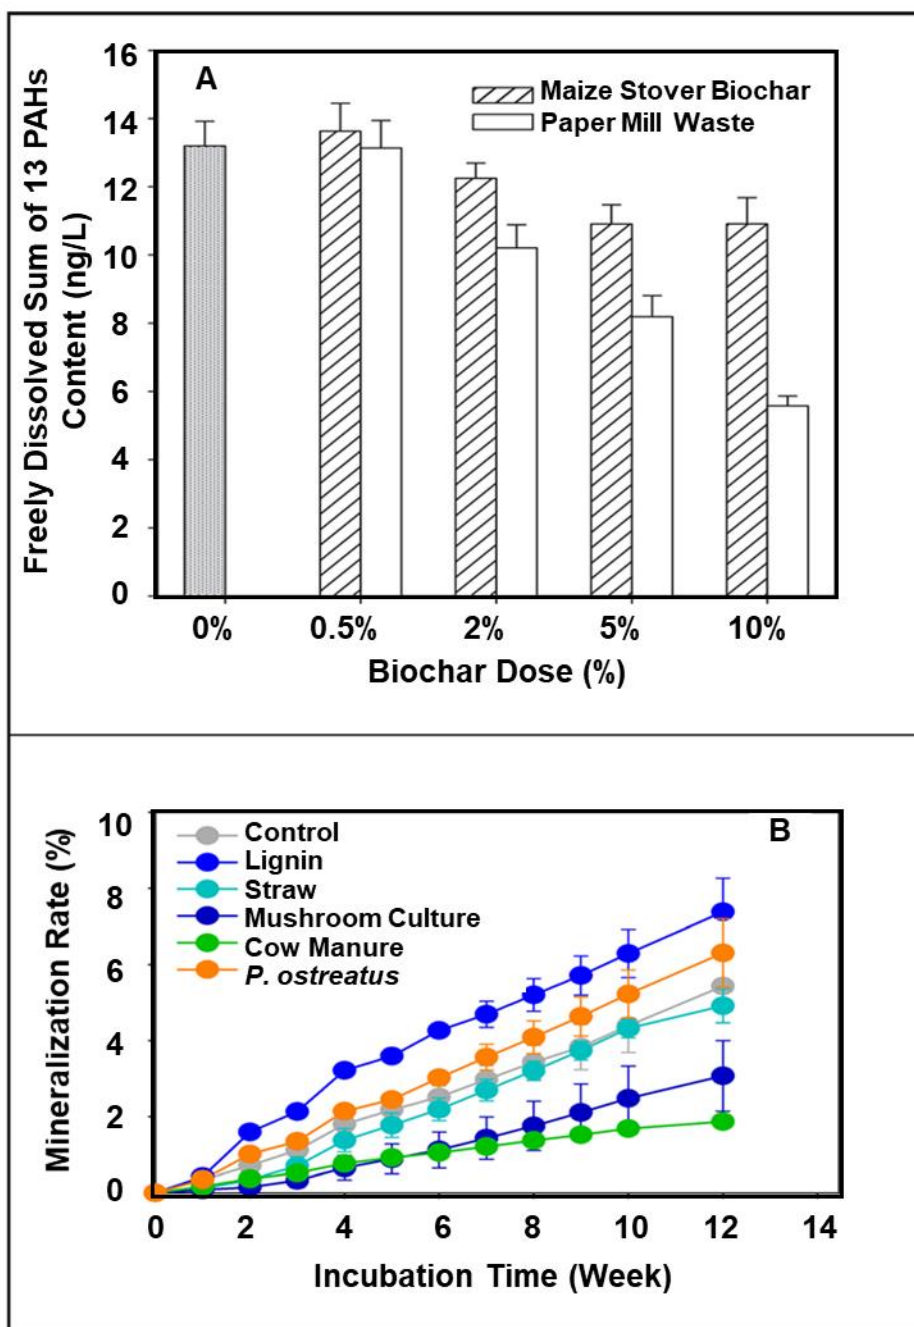 A
Maize Stover Biochar
Paper Mill Waste
Freely Dissolved Sum of 13 PAHs
Content (ng/L)
16
14
12
10
8
6
4
2
0
0%
0.5%
2%
5%
10%
Biochar Dose (%)
B
Control
Lignin
Straw
Mushroom Culture
Cow Manure
P. ostreatus
Mineralization Rate (%)
10
8
6
4
2
0
0
2
4
6
8
10
12
14
Incubation Time (Week)